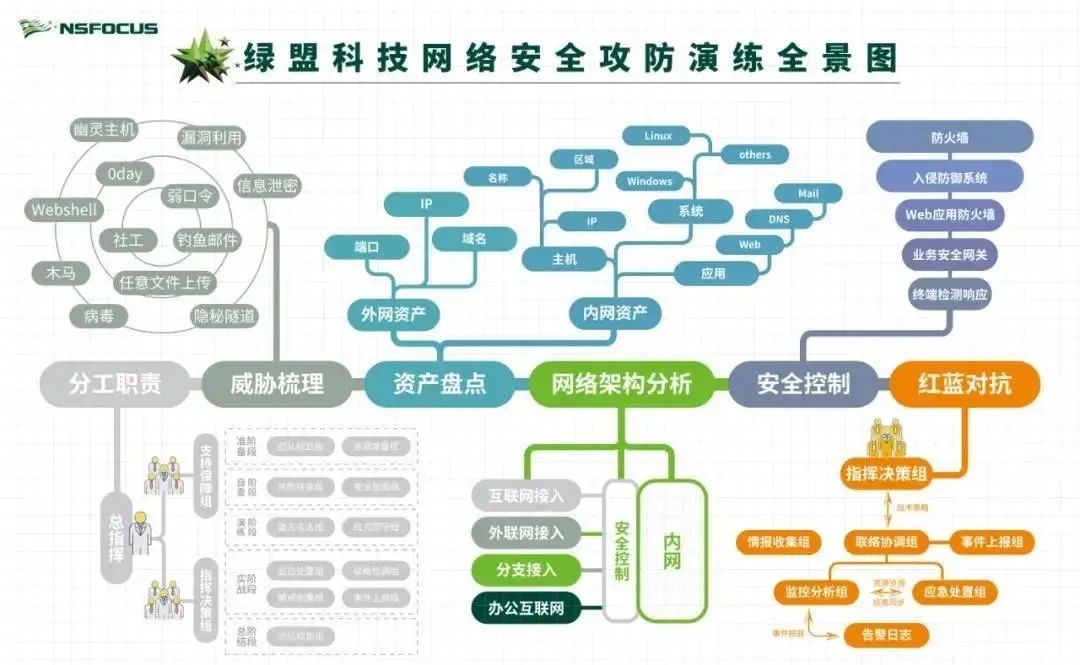 NSFOCUS
绿盟科技网络安全攻防演练全景图
幽灵主机
漏洞利用
0day
弱口令
信息泄密
Webshell
社工
钓鱼邮件
木马
任意文件上传
病毒
隐秘隧道
IP
端口
域名
外网资产
Linux
others
区域
名称
Windows
IP
系统
Mail
DNS
Web
主机
应用
内网资产
防火墙
入侵防御系统
Web应用防火墙
业务安全网关
终端检测响应
分工职责
威胁梳理
资产盘点
网络架构分析
安全控制
红蓝对抗
总指挥
支持保障组
指挥决策组
准备阶段
自查阶段
演练阶段
实战阶段
联络协调组
事件上报组
总结阶段
互联网接入
外联网接入
分支接入
办公互联网
安全控制
内网
指挥决策组
战术策略
情报收集组
联络协调组
事件上报组
监控分析组
资源协调
信息同步
应急处置组
事件挖掘
告警日志